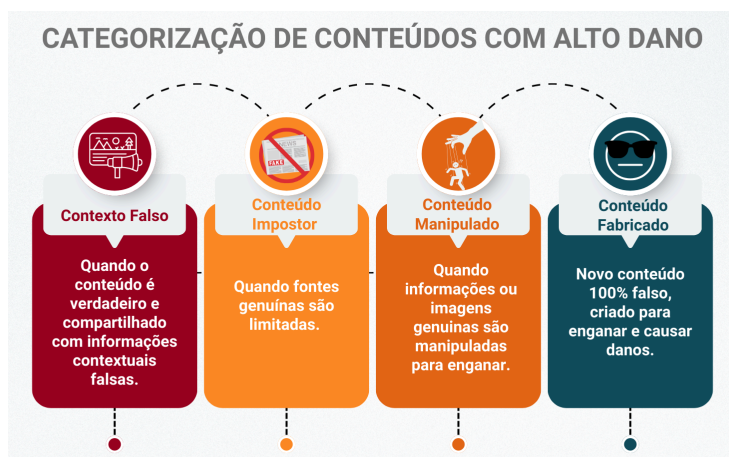 CATEGORIZAÇÃO DE CONTEÚDOS COM ALTO DANO
Contexto Falso
Quando o
conteúdo é
verdadeiro e
compartilhado
com informações
contextuais
falsas.
NEWS
FAKE
Conteúdo
Impostor
Quando fontes
genuínas são
limitadas.
Conteúdo
Manipulado
Quando
informações ou
imagens
genuinas são
manipuladas
para enganar.
Conteúdo
Fabricado
Novo conteúdo
100% falso,
criado para
enganar e causar
danos.